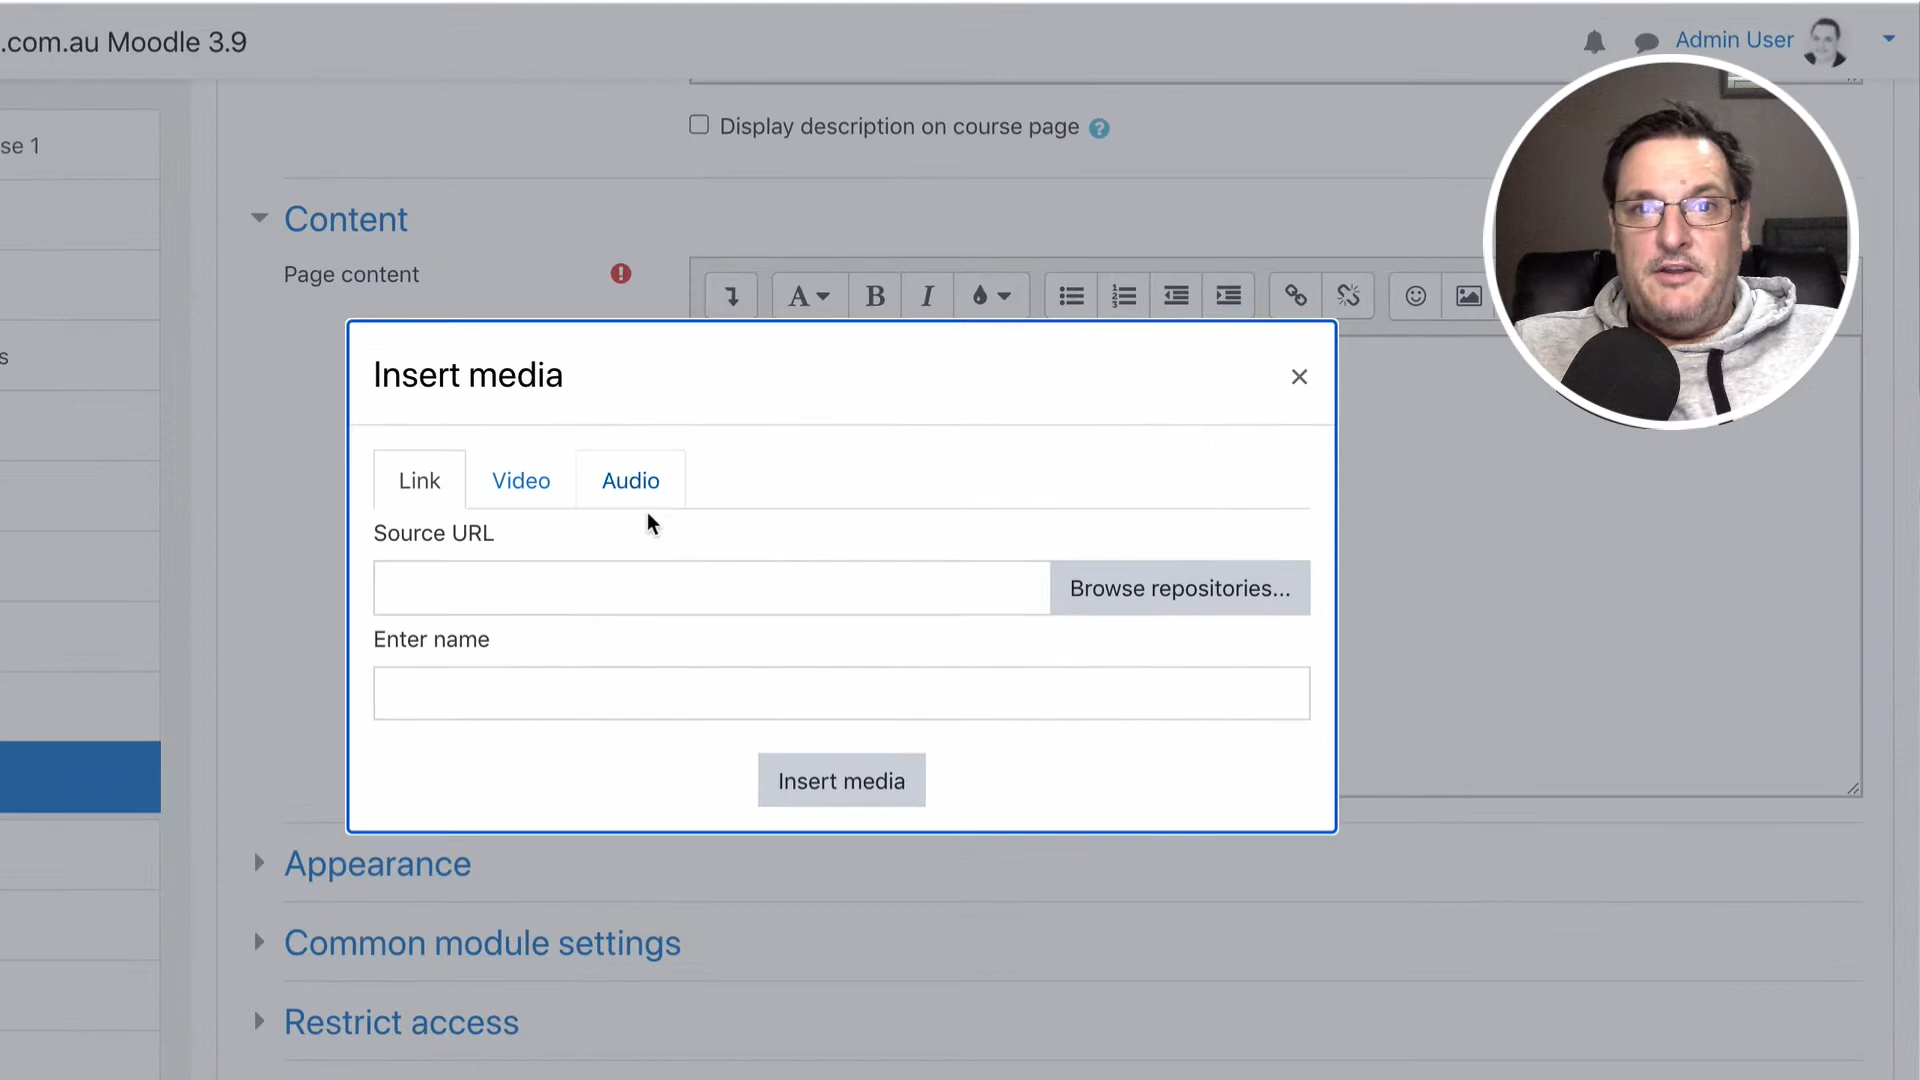 .com.au Moodle 3.9
Admin User
se 1
Display description on course page
Content
Page content
s
Insert media
Link
Video
Audio
Source URL
Browse repositories...
Enter name
Insert media
Appearance
Common module settings
Restrict access